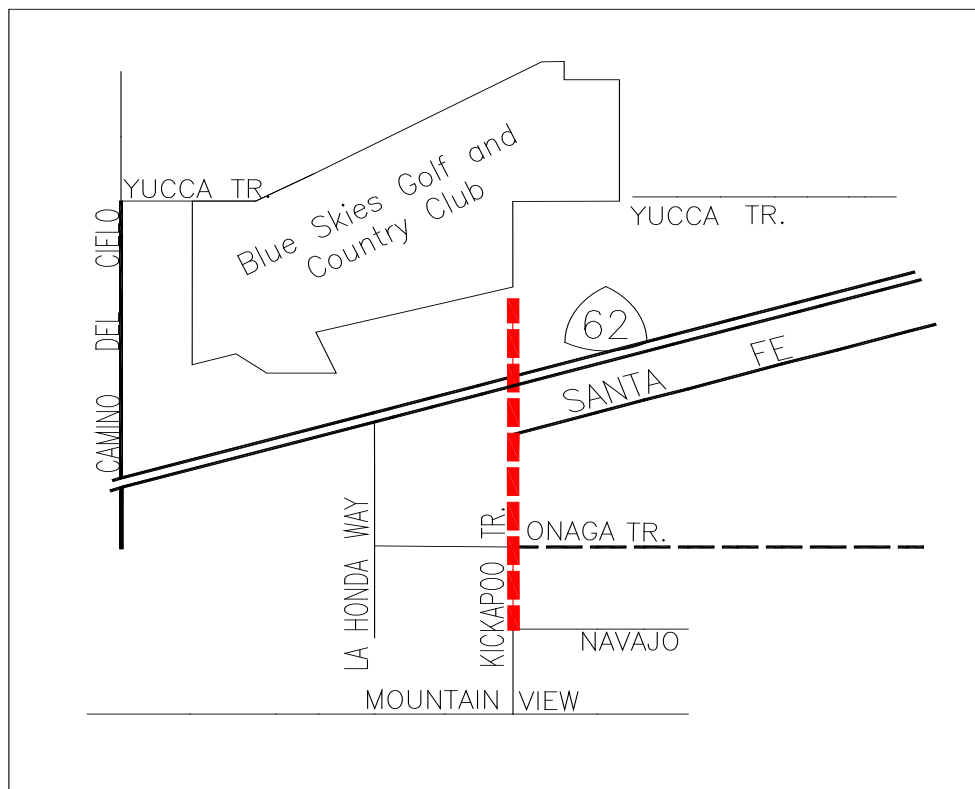 YUCCA TR.
Blue Skies Golf and
Country Club
YUCCA TR.
CAMINO DEL CIELO
62
SANTA FE
ONAGA TR.
LA HONDA WAY
KICKAPOO TR.
NAVAJO
MOUNTAIN VIEW